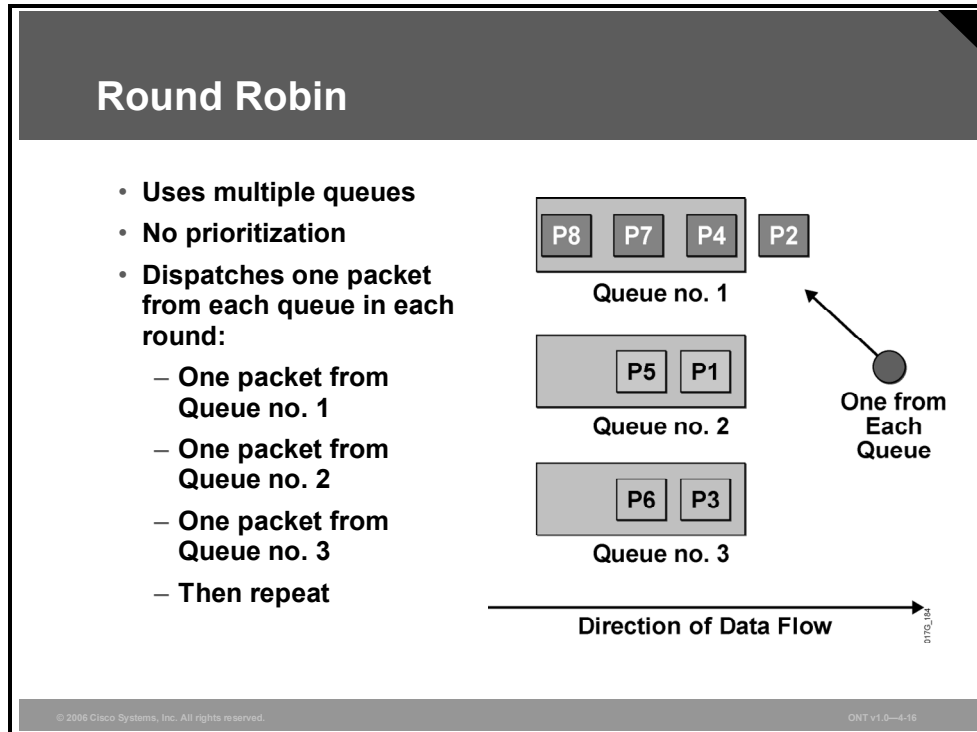 Round Robin
• Uses multiple queues
• No prioritization
• Dispatches one packet
from each queue in each
round:
– One packet from
Queue no. 1
– One packet from
Queue no. 2
– One packet from
Queue no. 3
– Then repeat
P8 P7 P4 P2
Queue no. 1
P5 P1
Queue no. 2
P6 P3
Queue no. 3
One from
Each
Queue
Direction of Data Flow
017G_184
© 2006 Cisco Systems, Inc. All rights reserved.
ONT v1.0—4-16